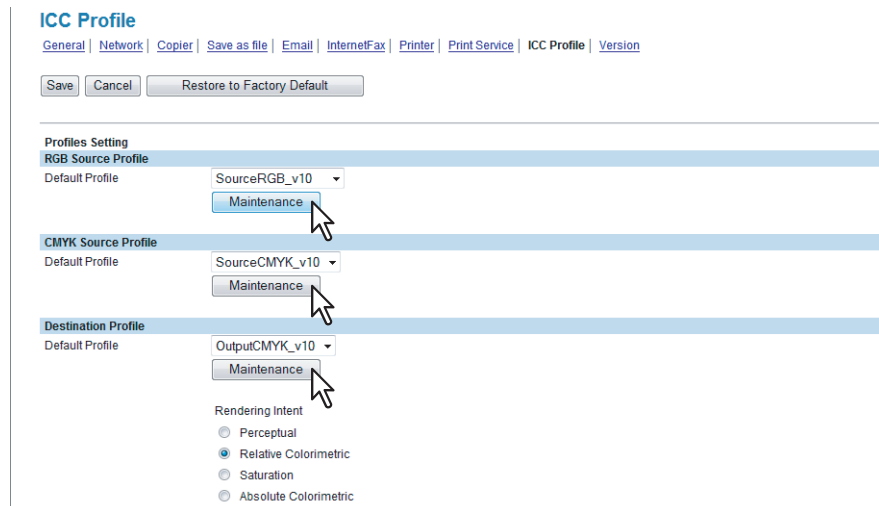 ICC Profile
General | Network | Copier | Save as file | Email | InternetFax | Printer | Print Service | ICC Profile | Version
Save Cancel Restore to Factory Default
Profiles Setting
RGB Source Profile
Default Profile SourceRGB_v10
Maintenance
CMYK Source Profile
Default Profile SourceCMYK_v10
Maintenance
Destination Profile
Default Profile OutputCMYK_v10
Maintenance
Rendering Intent
Perceptual
Relative Colorimetric
Saturation
Absolute Colorimetric